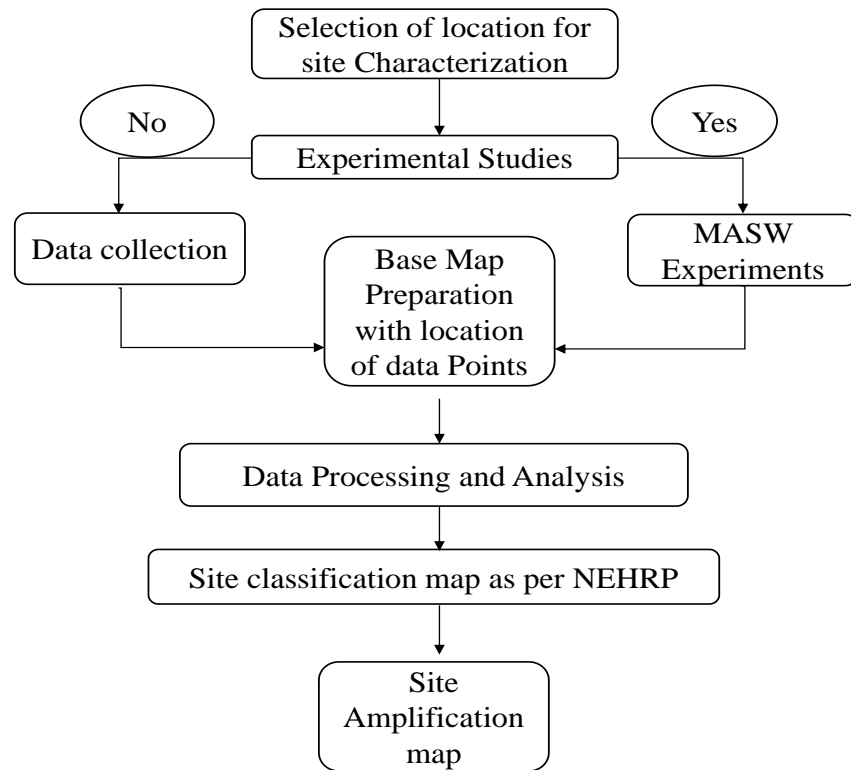 Selection of location for
site Characterization
No
Yes
Experimental Studies
Data collection
MASW
Experiments
Base Map
Preparation
with location
of data Points
Data Processing and Analysis
Site classification map as per NEHRP
Site
Amplification
map